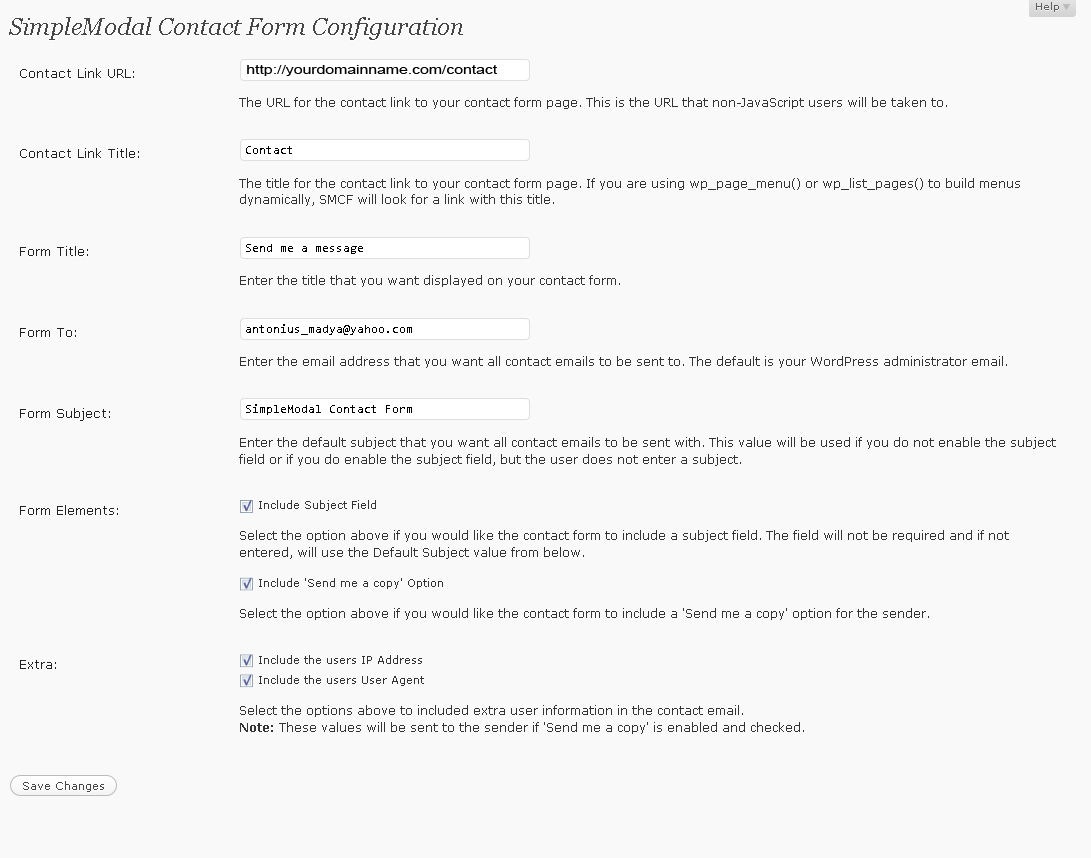 Help
SimpleModal Contact Form Configuration
Contact Link URL:
http://yourdomainname.com/contact
The URL for the contact link to your contact form page. This is the URL that non-JavaScript users will be taken to.
Contact Link Title:
Contact
The title for the contact link to your contact form page. If you are using wp_page_menu() or wp_list_pages() to build menus
dynamically, SMCF will look for a link with this title.
Form Title:
Send me a message
Enter the title that you want displayed on your contact form.
Form To:
antonius_madya@yahoo.com
Enter the email address that you want all contact emails to be sent to. The default is your WordPress administrator email.
Form Subject:
SimpleModal Contact Form
Enter the default subject that you want all contact emails to be sent with. This value will be used if you do not enable the subject
field or if you do enable the subject field, but the user does not enter a subject.
Form Elements:
Include Subject Field
Select the option above if you would like the contact form to include a subject field. The field will not be required and if not
entered, will use the Default Subject value from below.
Include 'Send me a copy' Option
Select the option above if you would like the contact form to include a 'Send me a copy' option for the sender.
Extra:
Include the users IP Address
Include the users User Agent
Select the options above to included extra user information in the contact email.
Note: These values will be sent to the sender if 'Send me a copy' is enabled and checked.
Save Changes